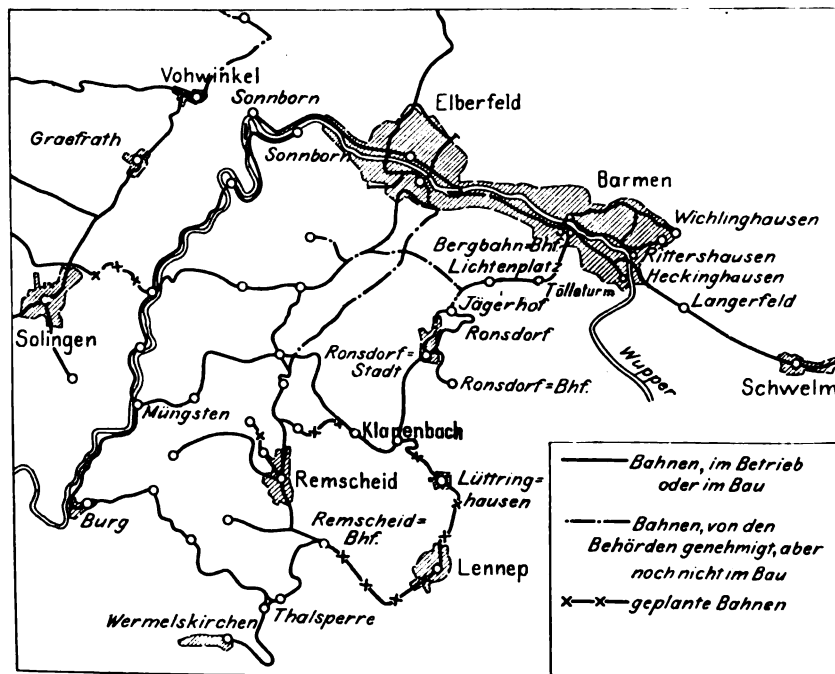 Vohwinkel
Sonnborn
Elberfeld
Graefrath
Sonnborn
Barmen
Wichlinghausen
Bergbahn=Bhf.
Lichtenplatz
Rittershausen
Heckinghausen
Tölleturm
Langerfeld
Jägerhof
Ronsdorf
Solingen
Ronsdorf=
Stadt
Wupper
Schwelm
Ronsdorf=Bhf.
Müngsten
Klapenbach
Remscheid
Lüttring=
hausen
Burg
Remscheid=
Bhf.
Lennep
Thalsperre
Wermelskirchen
Bahnen, im Betrieb
oder im Bau
Bahnen, von den
Behörden genehmigt, aber
noch nicht im Bau
geplante Bahnen